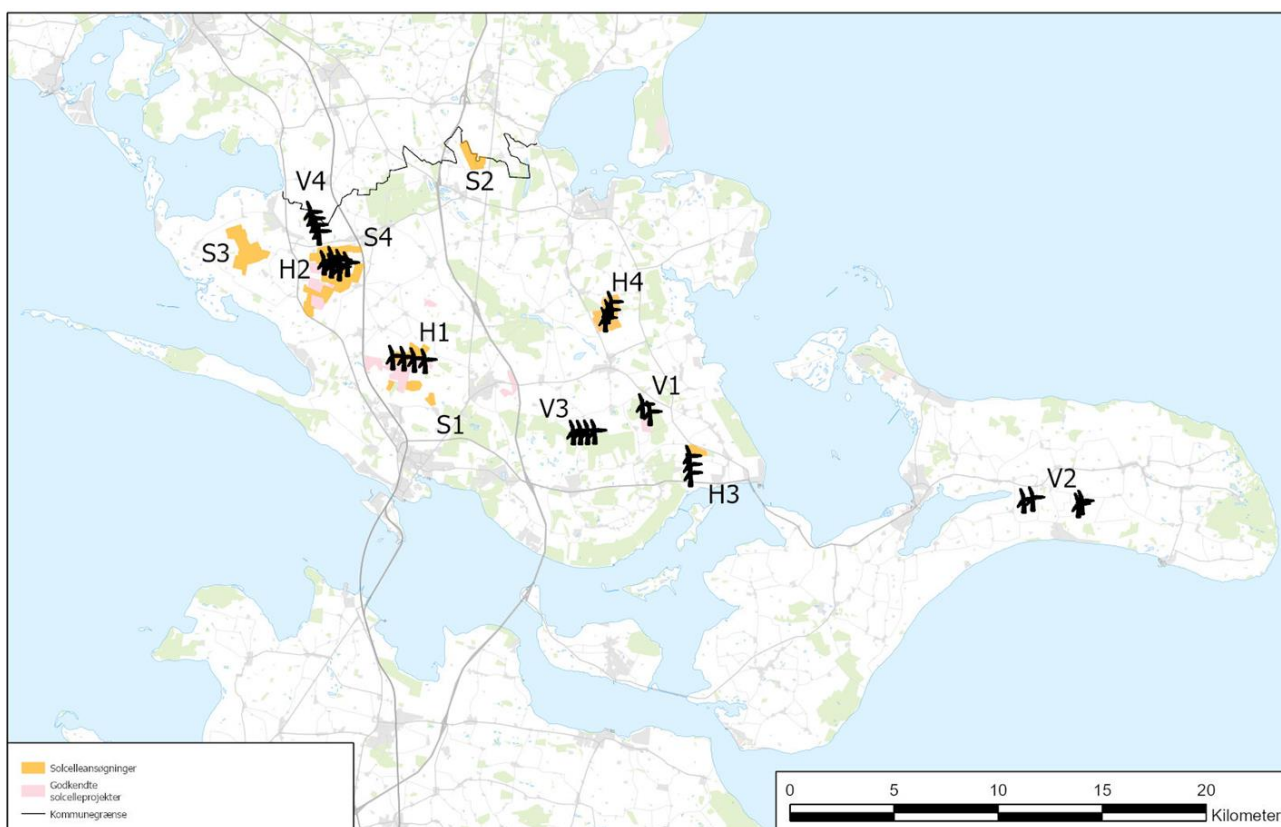 V4
S2
S4
S3
H2
H4
H1
V1
V3
S1
V2
H3
Solcelleansøgninger
Godkendte
solcelleprojekter
Kommunegrænse
0 5 10 15 20
Kilometer